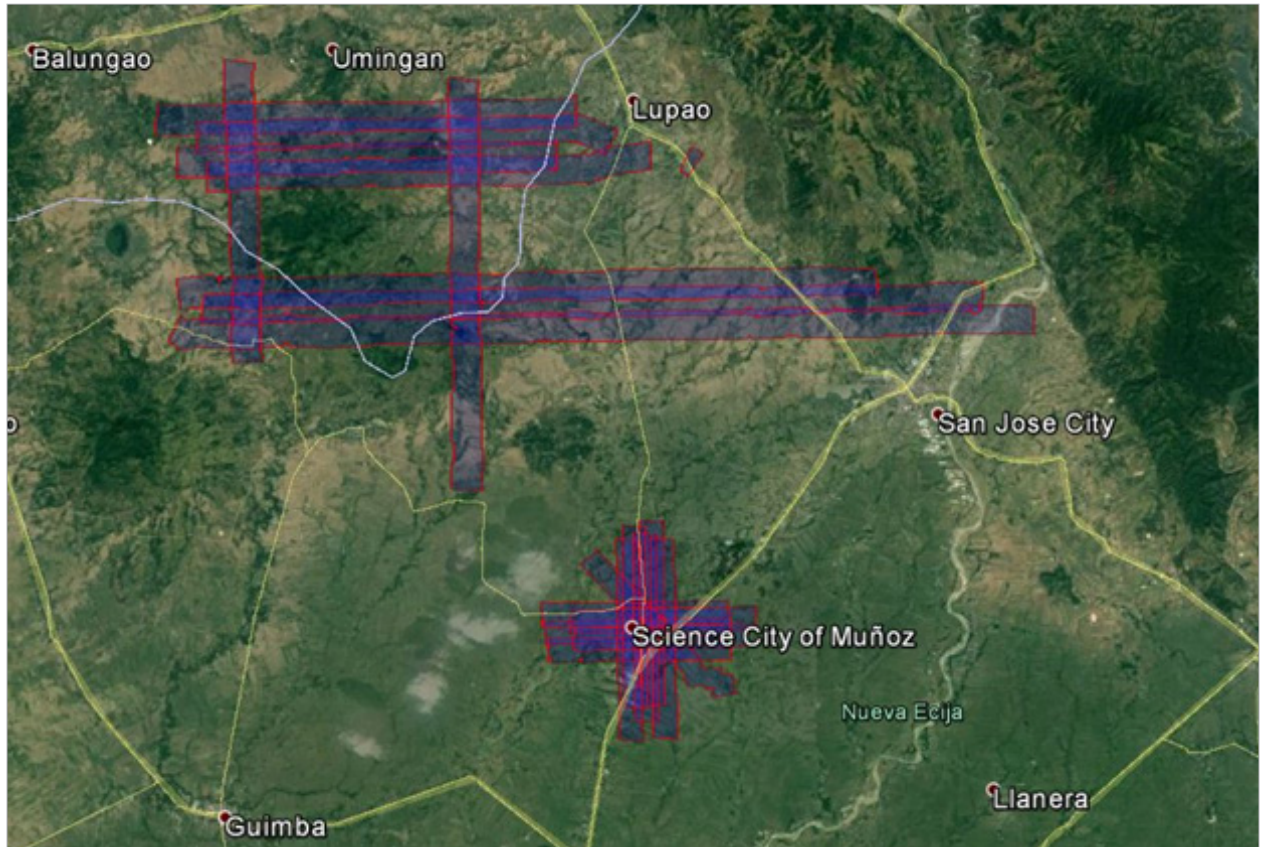 Balungao
Umingan
Lupao
San Jose City
Science City of Muñoz
Nueva Ecija
Llanera
Guimba